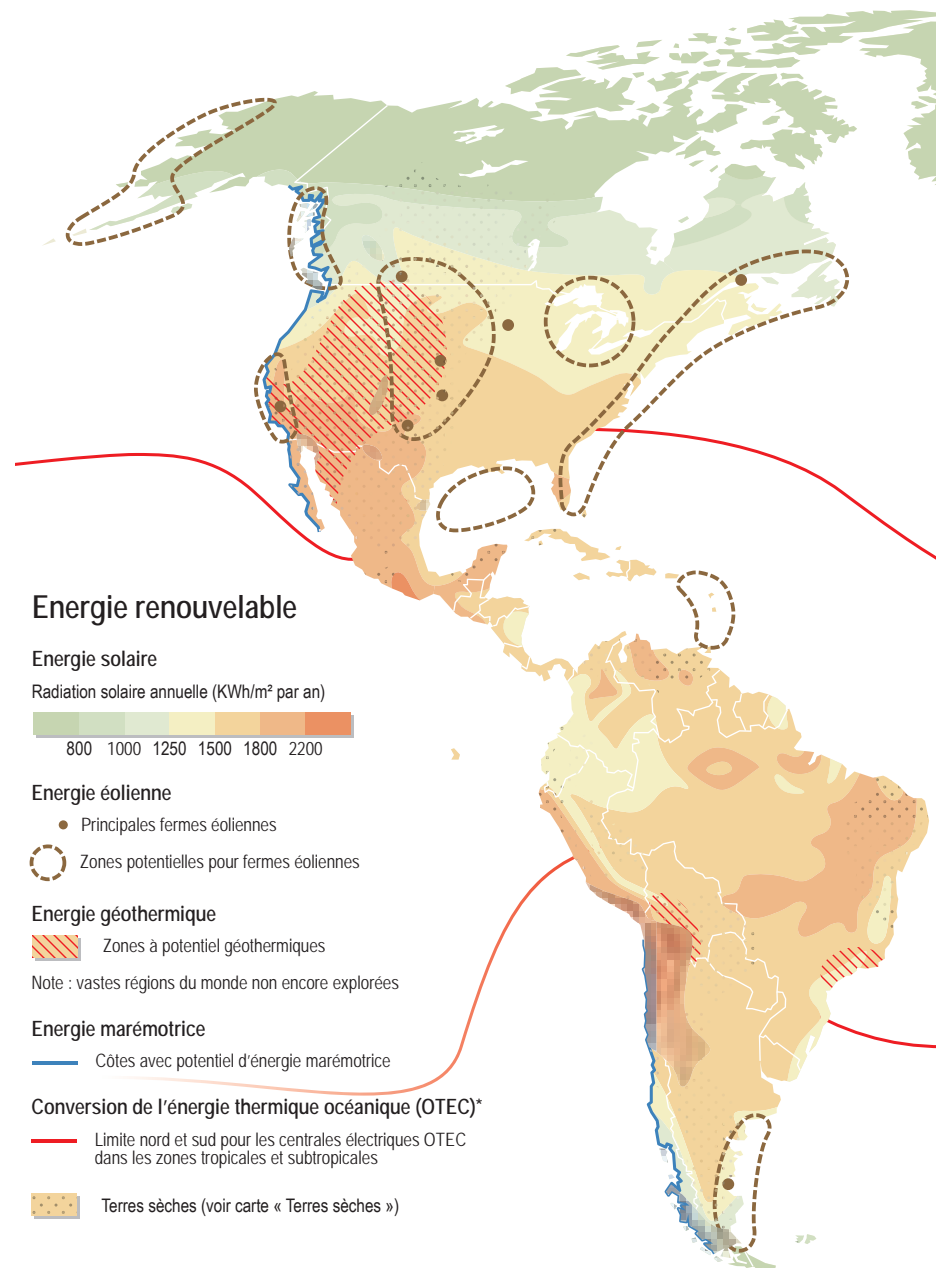 Energie renouvelable
Energie solaire
Radiation solaire annuelle (KWh/m² par an)
800 1000 1250 1500 1800 2200
Energie éolienne
Principales fermes éoliennes
Zones potentielles pour fermes éoliennes
Energie géothermique
Zones à potentiel géothermiques
Note : vastes régions du monde non encore explorées
Energie marémotrice
Côtes avec potentiel d'énergie marémotrice
Conversion de l'énergie thermique océanique (OTEC)*
Limite nord et sud pour les centrales électriques OTEC
dans les zones tropicales et subtropicales
Terres sèches (voir carte « Terres sèches »)